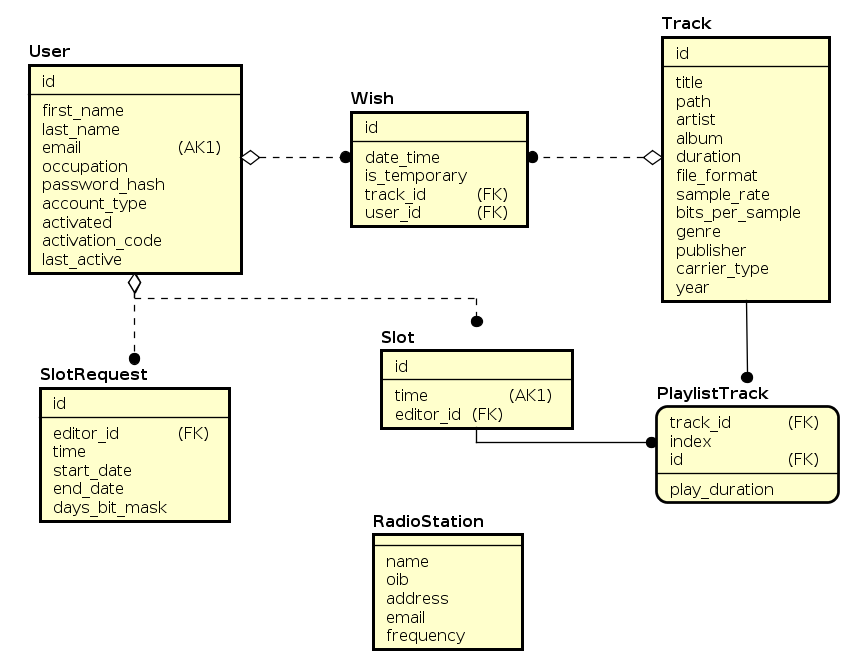 User
id
first_name
last_name
email (AK1)
occupation
password_hash
account_type
activated
activation_code
last_active
Wish
id
date_time
is_temporary
track_id (FK)
user_id (FK)
Track
id
title
path
artist
album
duration
file_format
sample_rate
bits_per_sample
genre
publisher
carrier_type
year
SlotRequest
id
editor_id (FK)
time
start_date
end_date
days_bit_mask
Slot
id
time (AK1)
editor_id (FK)
PlaylistTrack
track_id (FK)
index
id (FK)
play_duration
RadioStation
name
oib
address
email
frequency